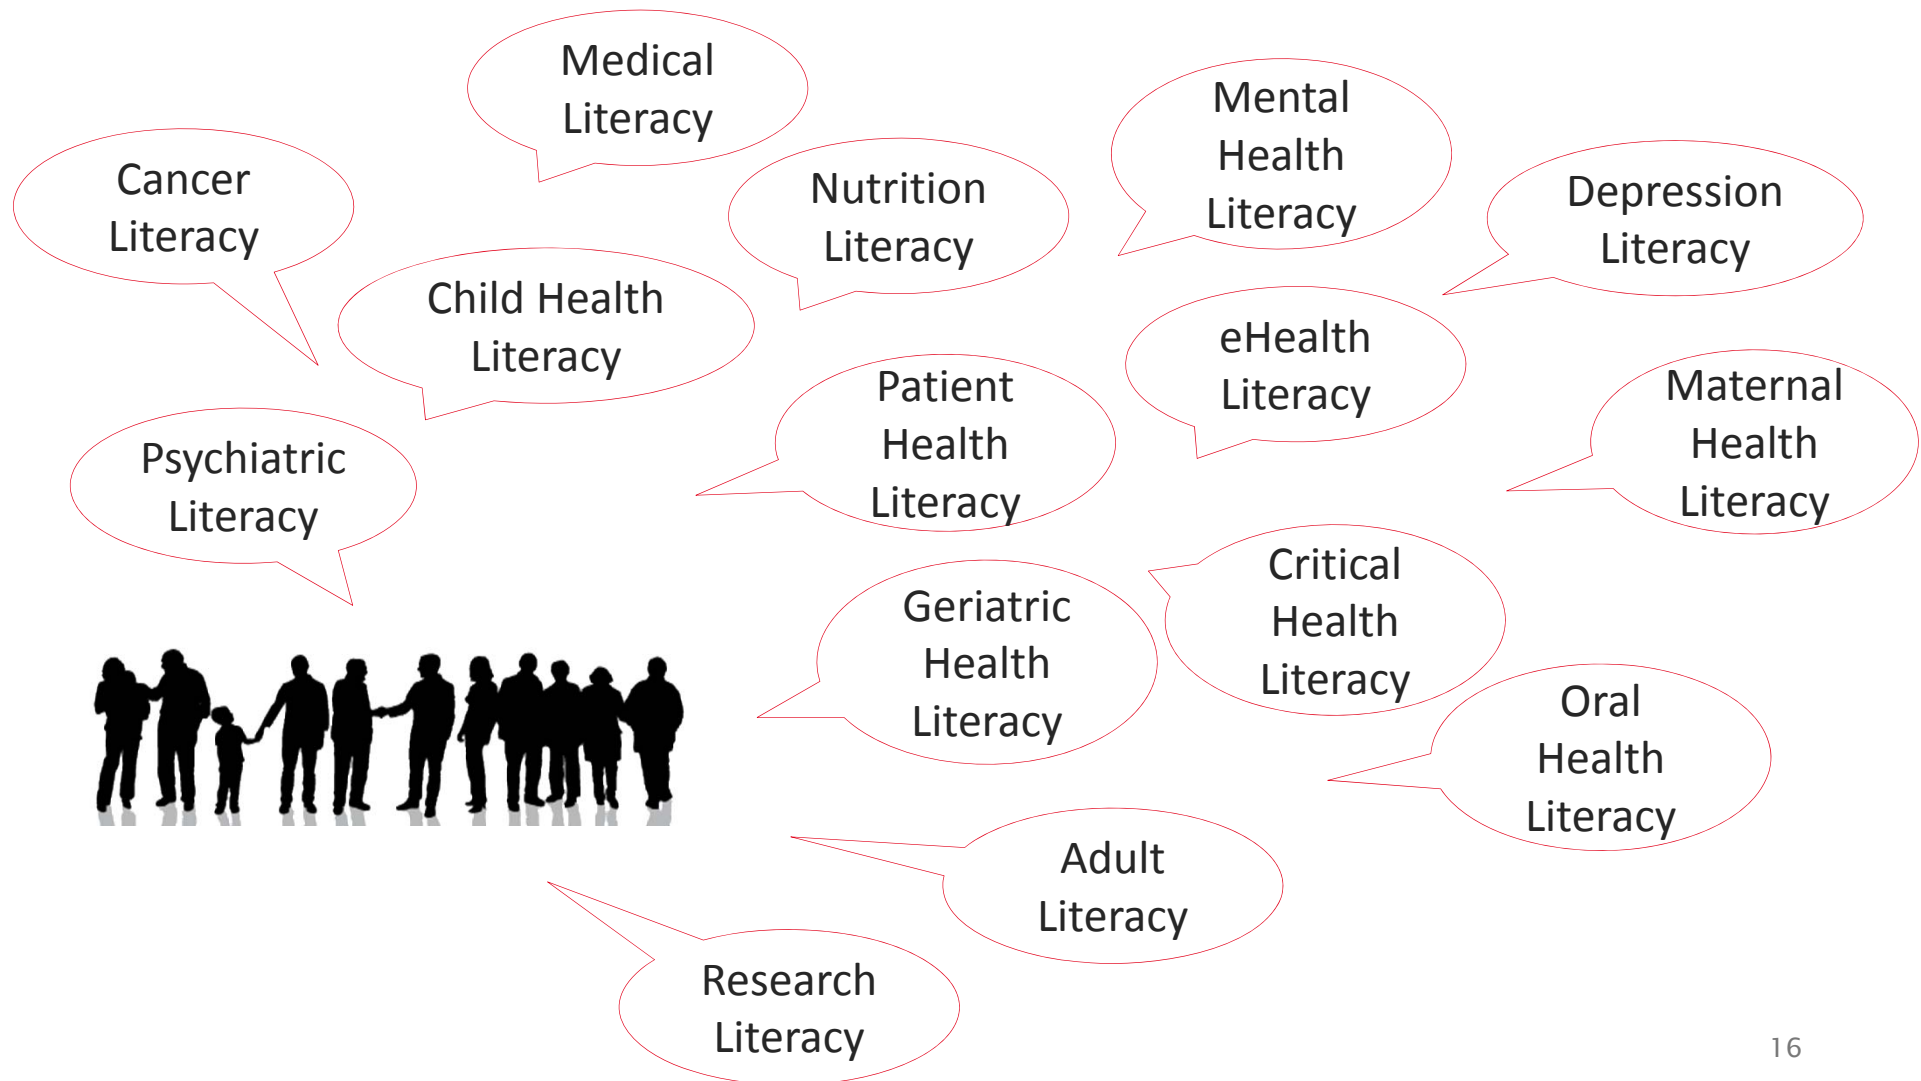 Medical
Literacy
Mental
Health
Literacy
Cancer
Literacy
Nutrition
Literacy
Depression
Literacy
Child Health
Literacy
eHealth
Literacy
Patient
Health
Literacy
Maternal
Health
Literacy
Psychiatric
Literacy
Critical
Health
Literacy
Geriatric
Health
Literacy
Oral
Health
Literacy
Adult
Literacy
Research
Literacy
16